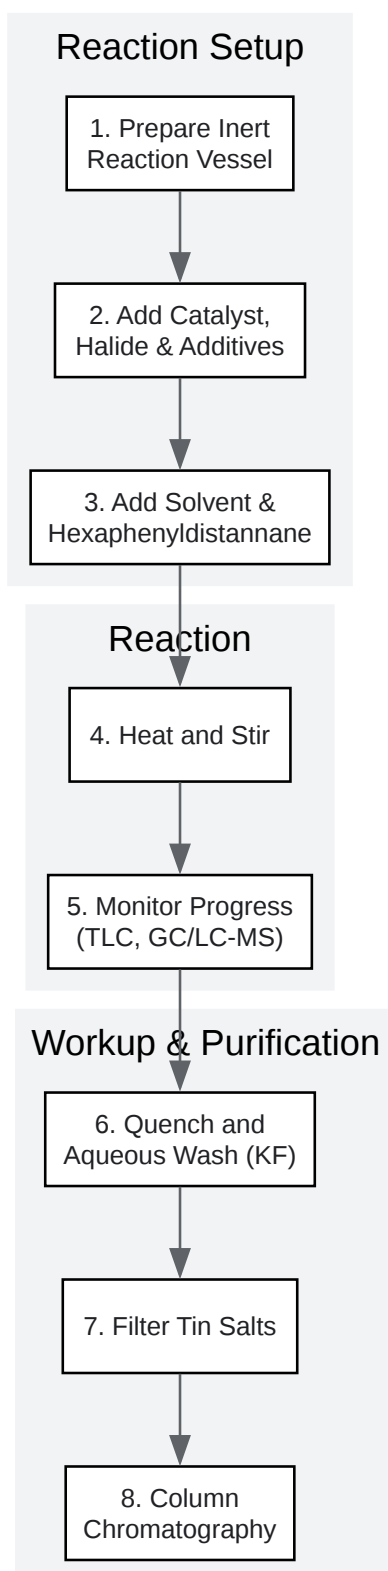 Reaction Setup
1. Prepare Inert
Reaction Vessel
2. Add Catalyst,
Halide & Additives
3. Add Solvent &
Hexaphenyldistannane
Reaction
4. Heat and Stir
5. Monitor Progress
(TLC, GC/LC-MS)
Workup & Purification
6. Quench and
Aqueous Wash (KF)
7. Filter Tin Salts
8. Column
Chromatography